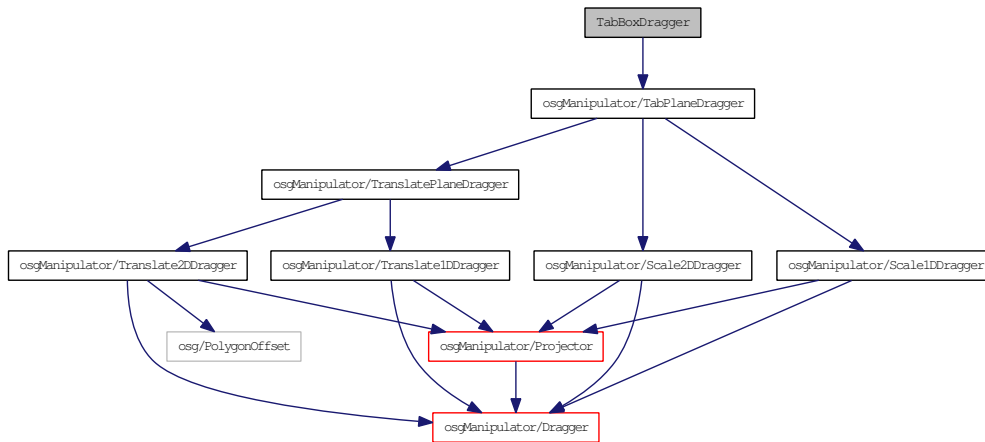 TabBoxDragger
osgManipulator/TabPlaneDragger
osgManipulator/TranslatePlaneDragger
osgManipulator/Translate2DDragger
osgManipulator/Translate1DDragger
osgManipulator/Scale2DDragger
osgManipulator/Scale1DDragger
osg/PolygonOffset
osgManipulator/Projector
osgManipulator/Dragger